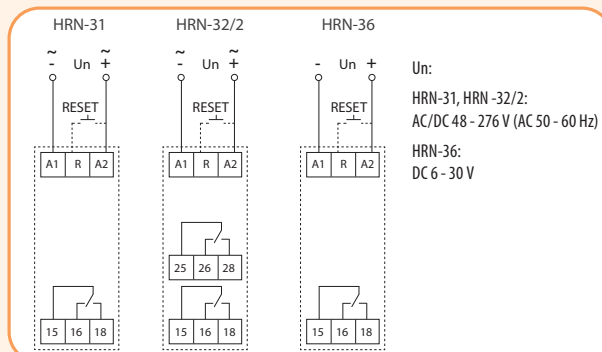 HRN-31 HRN-32/2 HRN-36
~ ~ ~ ~
- Un + - Un + - Un +
RESET RESET RESET
A1 R A2 A1 R A2 A1 R A2
25 26 28
15 16 18 15 16 18 15 16 18
Un:
HRN-31, HRN -32/2:
AC/DC 48 - 276 V (AC 50 - 60 Hz)
HRN-36:
DC 6 - 30 V